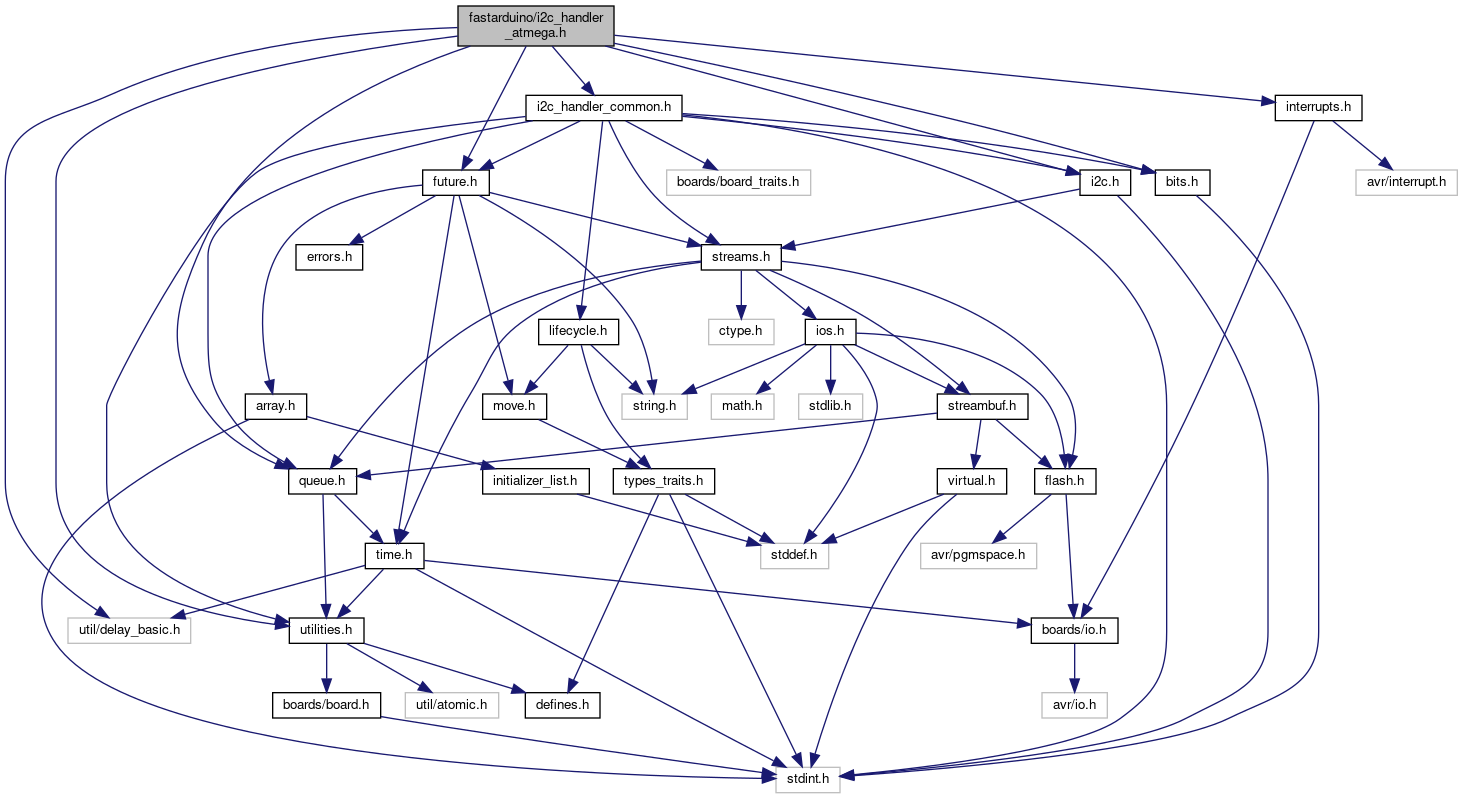 fastarduino/i2c_handler
_atmega.h
i2c_handler_common.h
interrupts.h
future.h
boards/board_traits.h
i2c.h
bits.h
avr/interrupt.h
errors.h
streams.h
lifecycle.h
ctype.h
ios.h
array.h
move.h
string.h
math.h
stdlib.h
streambuf.h
queue.h
initializer_list.h
types_traits.h
virtual.h
flash.h
time.h
stddef.h
avr/pgmspace.h
util/delay_basic.h
utilities.h
boards/io.h
boards/board.h
util/atomic.h
defines.h
avr/io.h
stdint.h